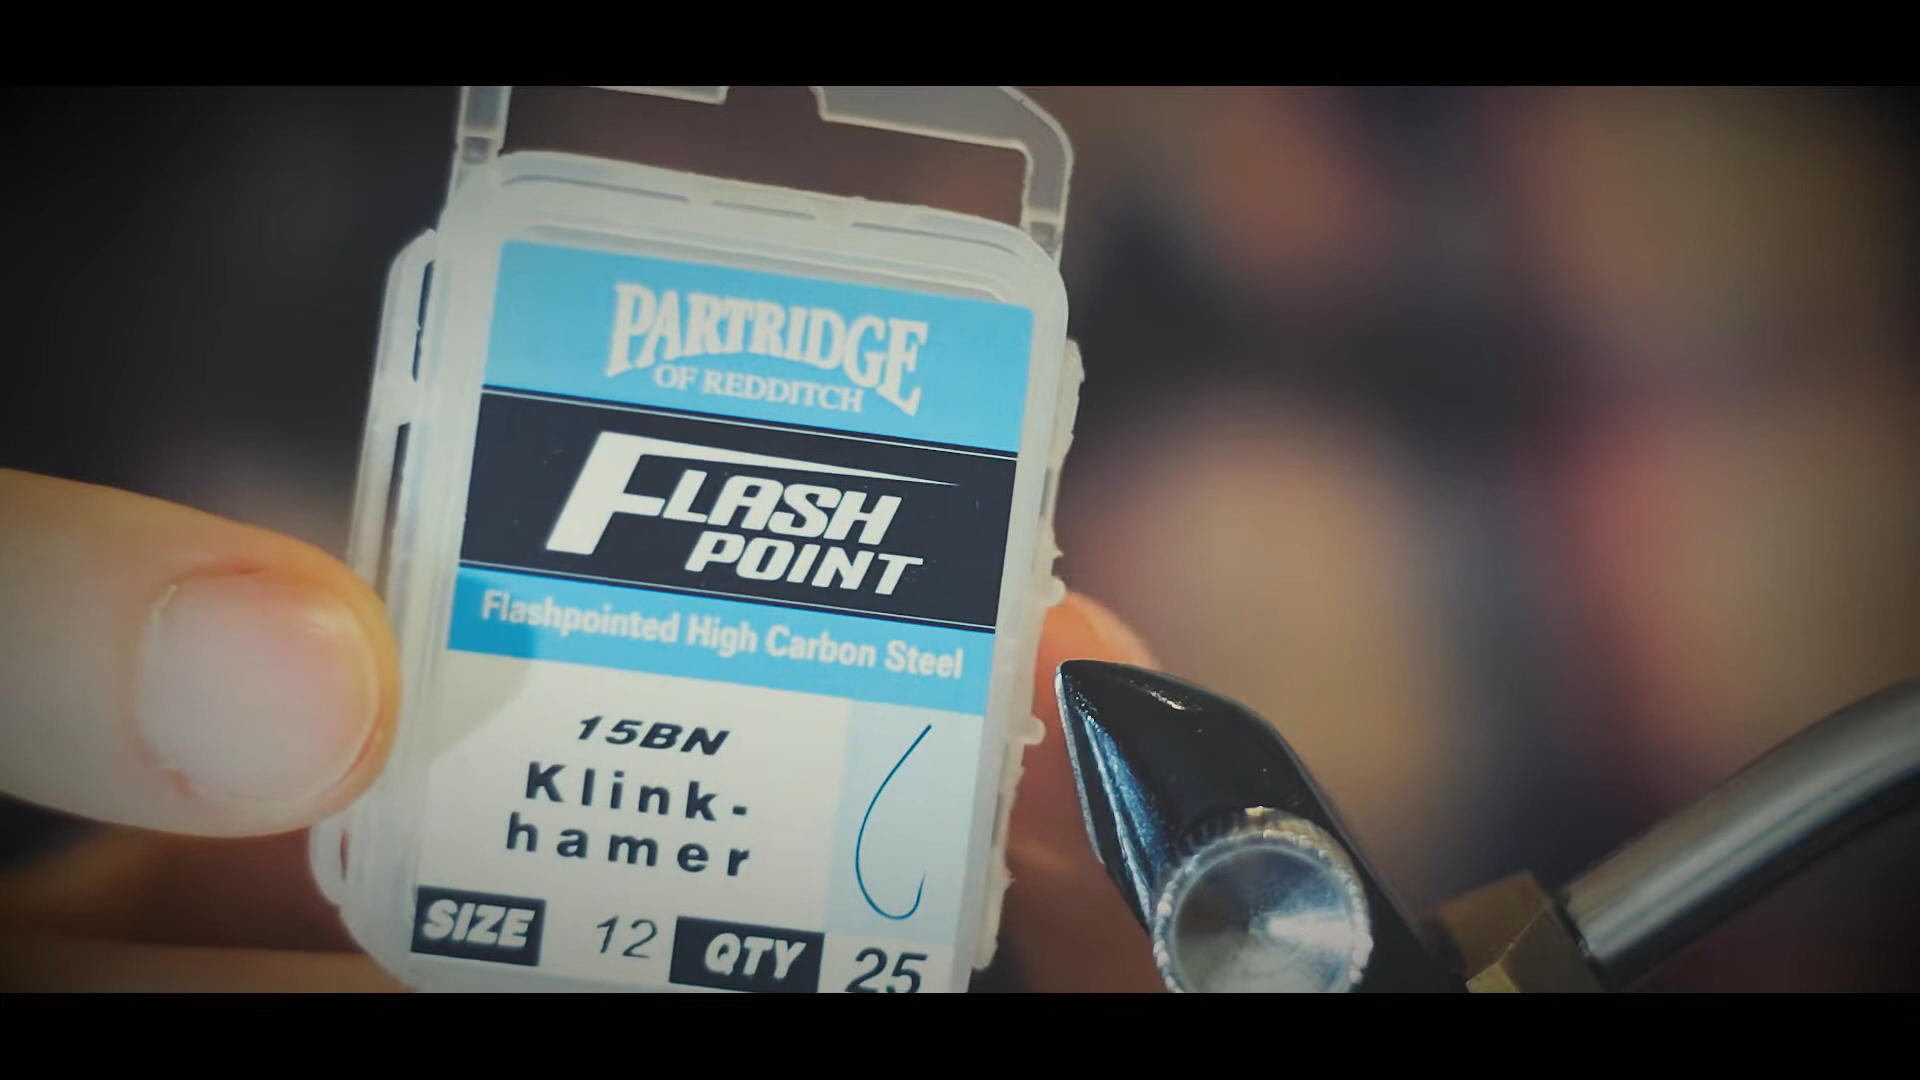 PARTRIDGE
OF REDDITCH
FLASH
POINT
Flashpointed High Carbon Steel
15BN
Klink-
hamer
SIZE 12 QTY 25